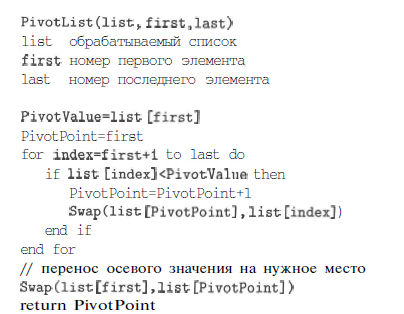 PivotList(list,first,last)
list обрабатываемый список
first номер первого элемента
last номер последнего элемента
PivotValue=list [first]
PivotPoint=first
for index=first+1 to last do
if list [index]<PivotValue then
PivotPoint=PivotPoint+1
Swap(list[PivotPoint],list[index])
end if
end for
// перенос осевого значения на нужное место
Swap(list[first],list[PivotPoint])
return PivotPoint